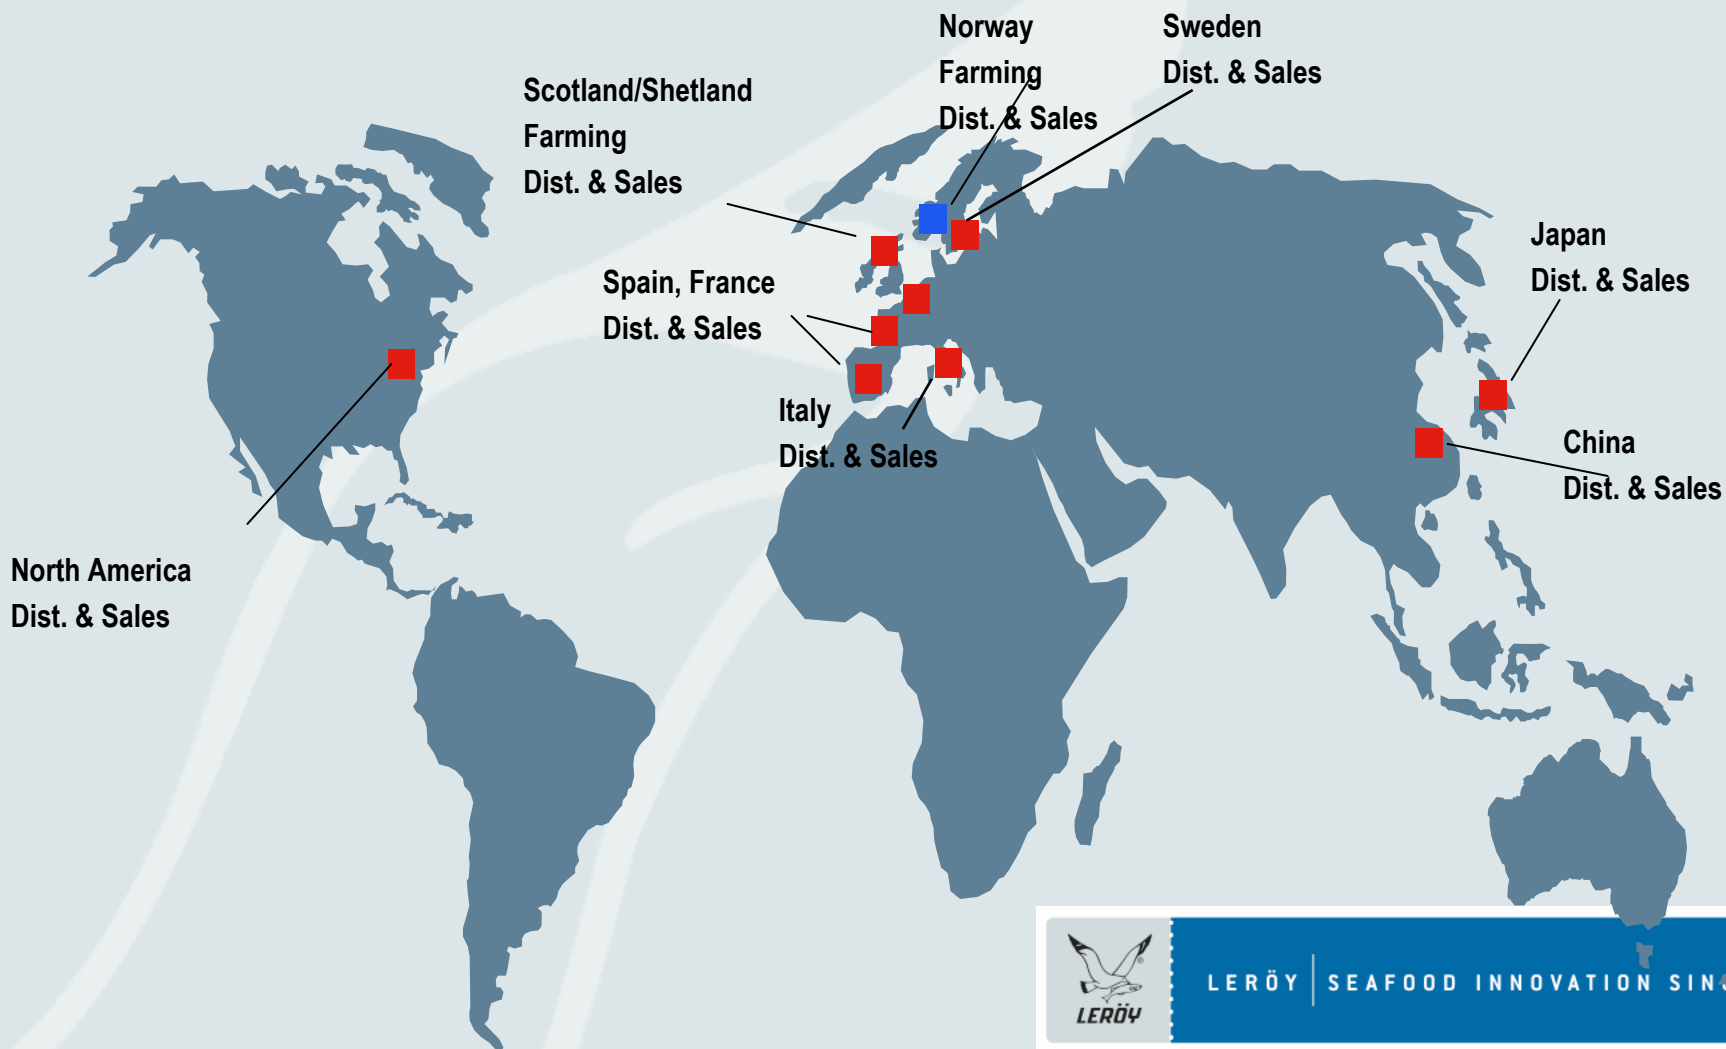 Norway
Farming
Dist. & Sales
Sweden
Dist. & Sales
Scotland/Shetland
Farming
Dist. & Sales
Spain, France
Dist. & Sales
Japan
Dist. & Sales
Italy
Dist. & Sales
China
Dist. & Sales
North America
Dist. & Sales
LERÖY
LERÖY | SEAFOOD INNOVATION